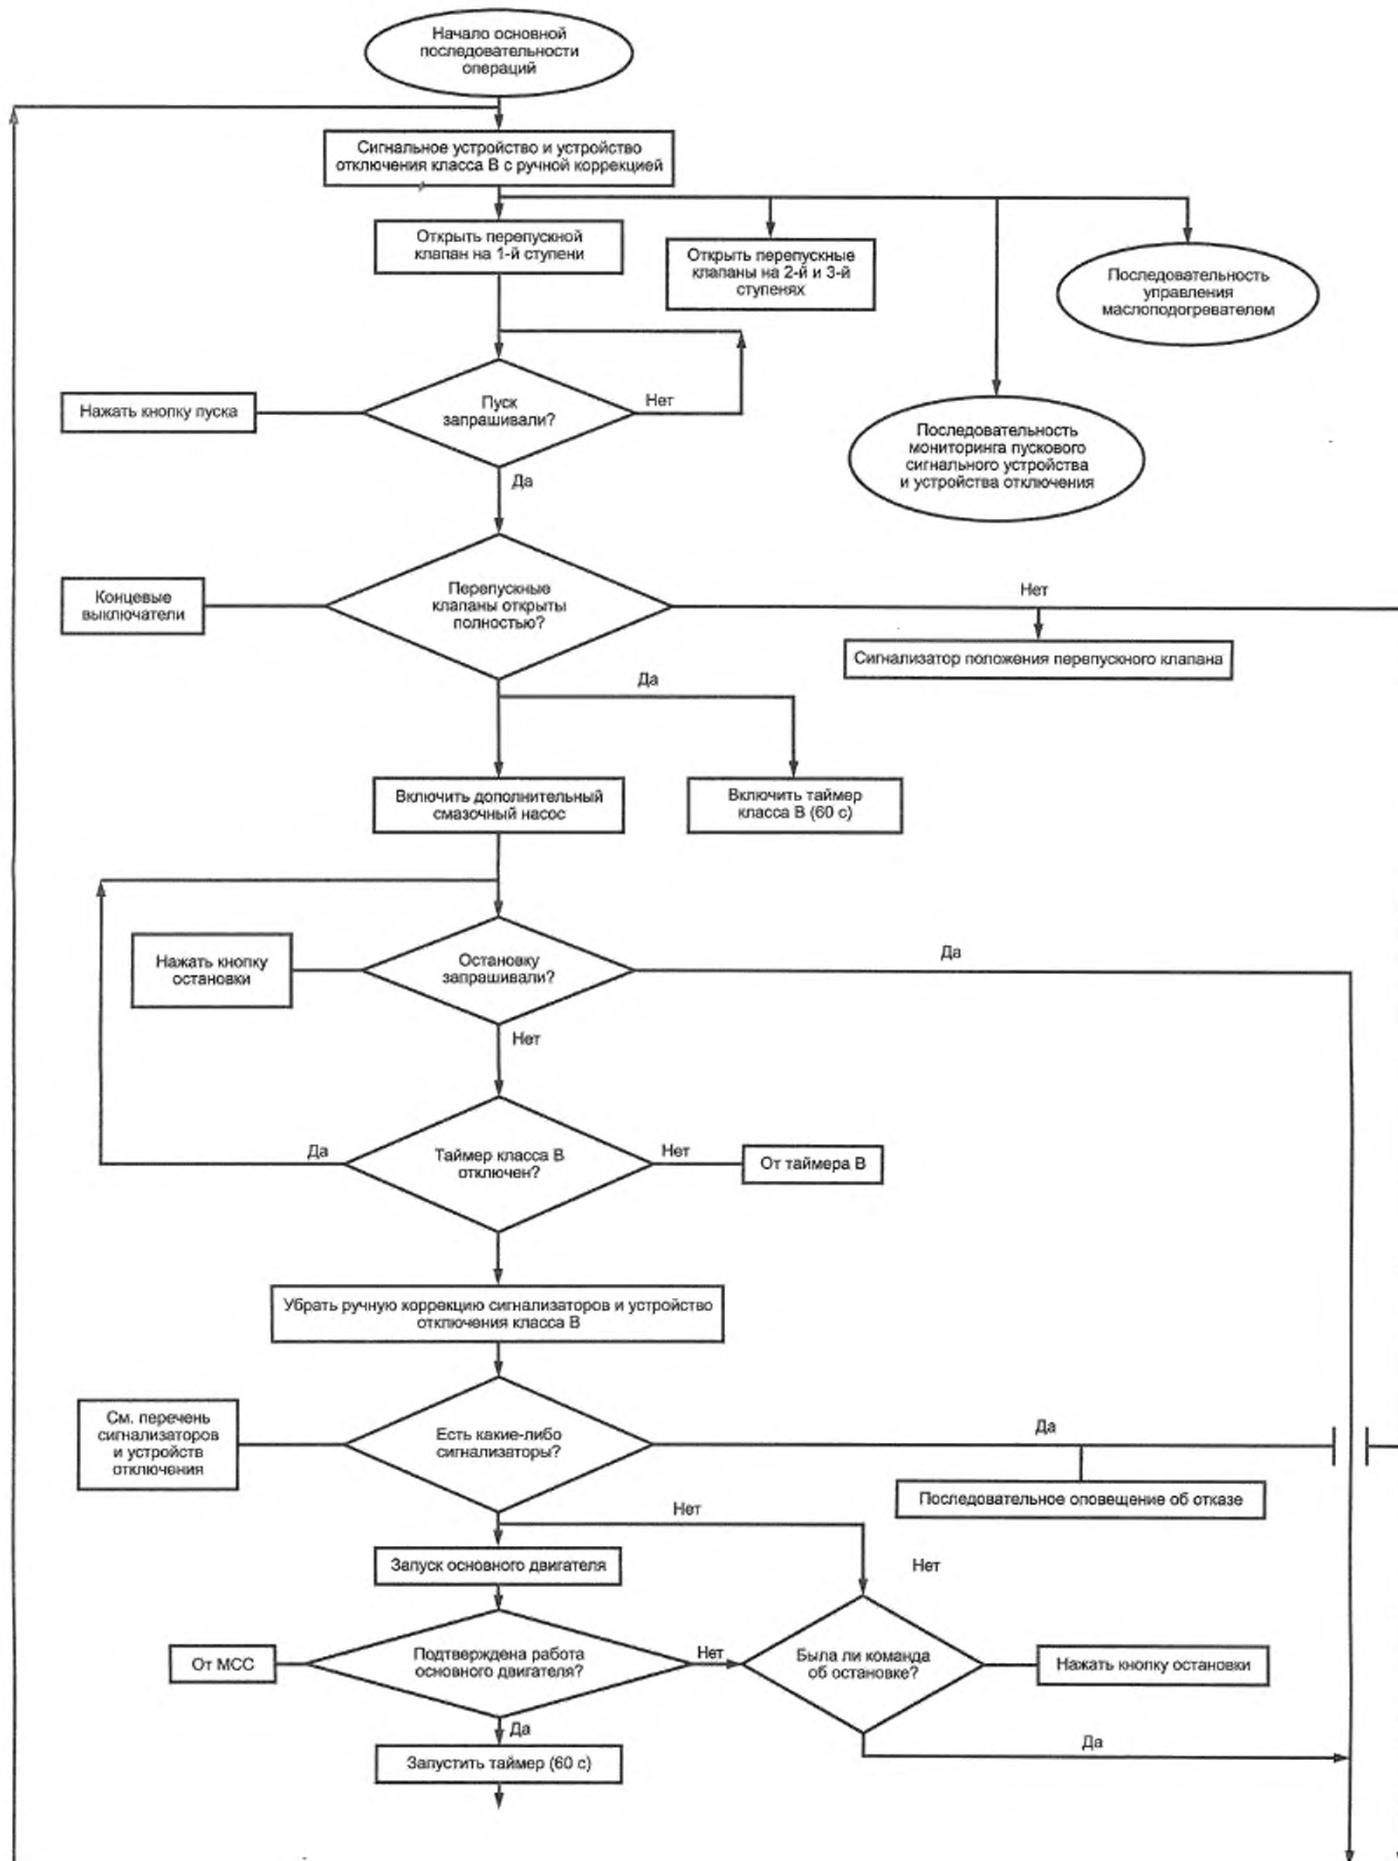 Начало основной
последовательности
операций
Сигнальное устройство и устройство
отключения класса В с ручной коррекцией
Открыть перепускной
клапан на 1-й ступени
Открыть перепускные
клапаны на 2-й и 3-й
ступенях
Последовательность
управления
маслоподогревателем
Нажать кнопку пуска
Пуск
запрашивали?
Нет
Последовательность
мониторинга пускового
сигнального устройства
и устройства отключения
Да
Концевые
выключатели
Перепускные
клапаны открыты
полностью?
Нет
Сигнализатор положения перепускного клапана
Да
Включить дополнительный
смазочный насос
Включить таймер
класса В (60 с)
Нажать кнопку
остановки
Остановку
запрашивали?
Да
Нет
Да
Таймер класса В
отключен?
Нет
От таймера В
Убрать ручную коррекцию сигнализаторов и устройство
отключения класса В
См. перечень
сигнализаторов
и устройств
отключения
Есть какие-либо
сигнализаторы?
Да
Последовательное оповещение об отказе
Нет
Запуск основного двигателя
Нет
От МСС
Подтверждена работа
основного двигателя?
Нет
Была ли команда
об остановке?
Нажать кнопку остановки
Да
Да
Запустить таймер (60 с)